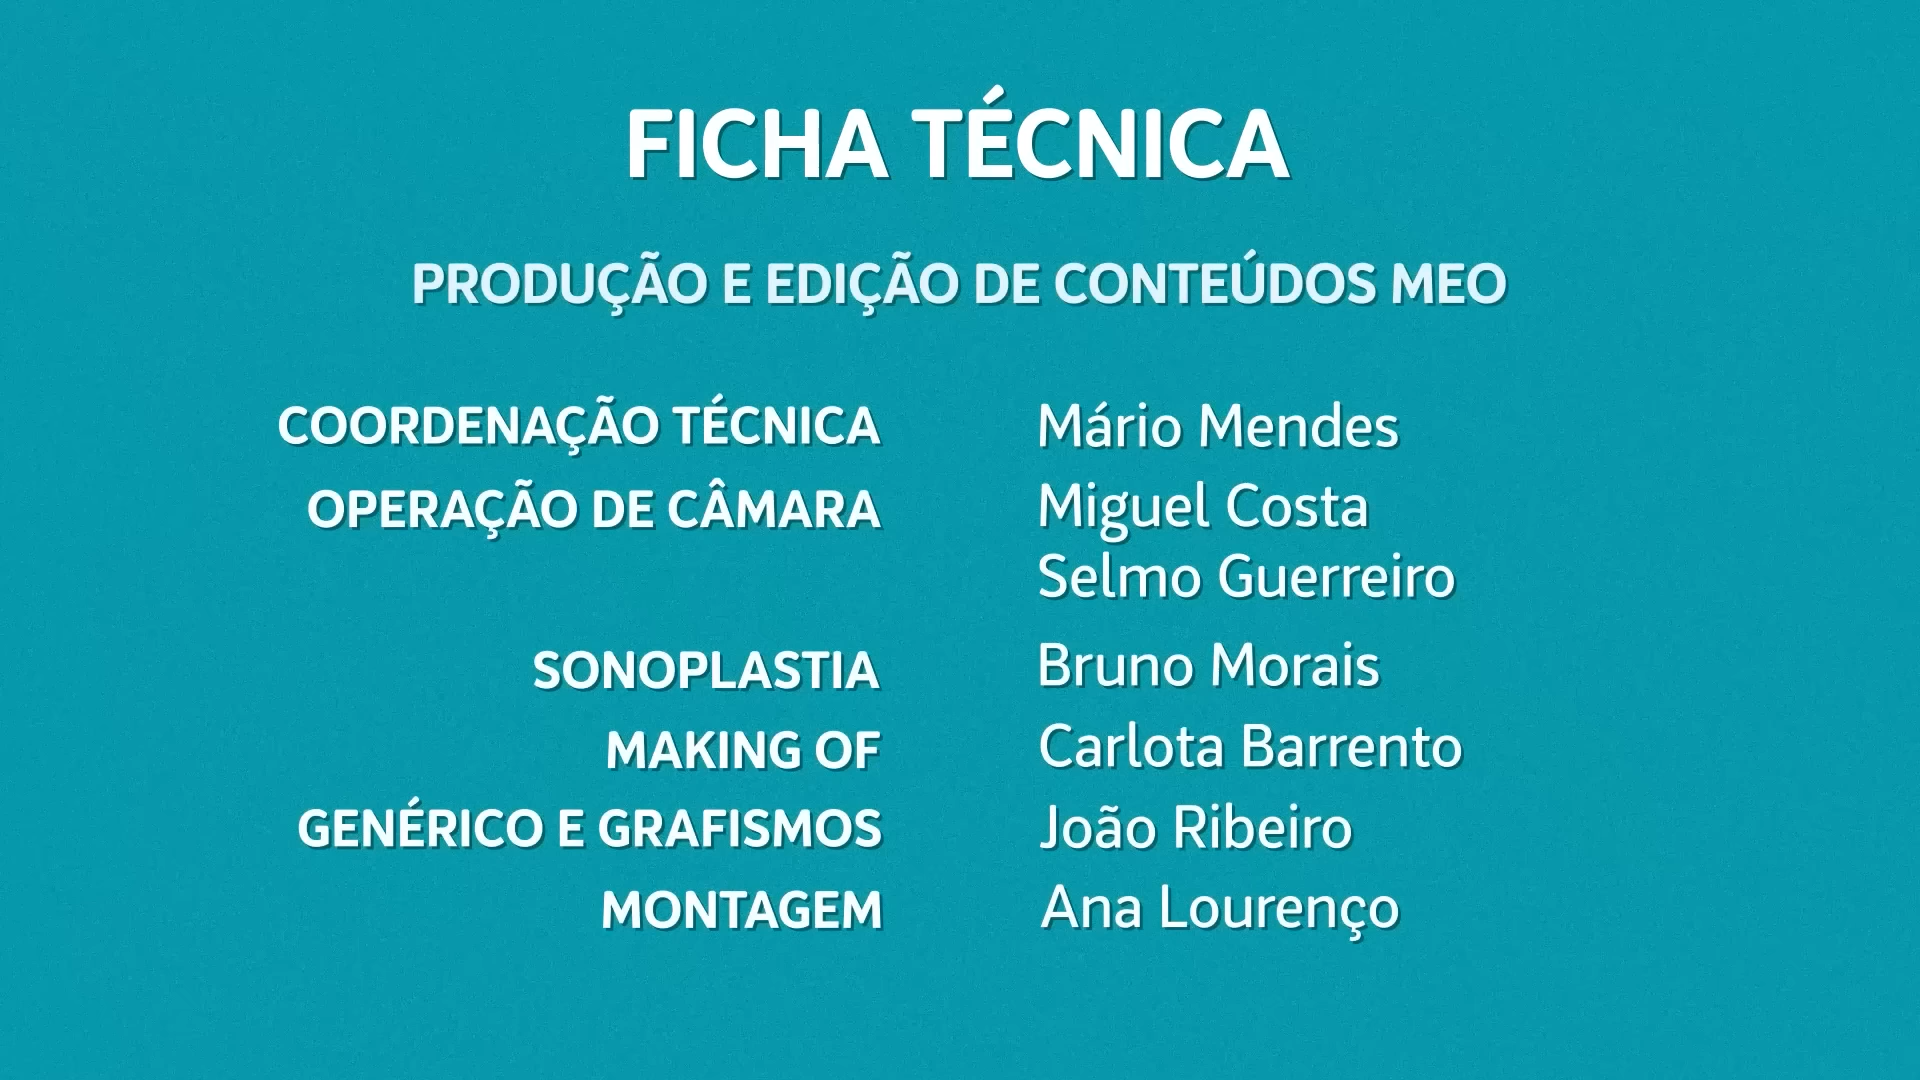 FICHA TÉCNICA
PRODUÇÃO E EDIÇÃO DE CONTEÚDOS MEO
COORDENAÇÃO TÉCNICA Mário Mendes
OPERAÇÃO DE CÂMARA Miguel Costa
Selmo Guerreiro
SONOPLASTIA Bruno Morais
MAKING OF Carlota Barrento
GENÉRICO E GRAFISMOS João Ribeiro
MONTAGEM Ana Lourenço